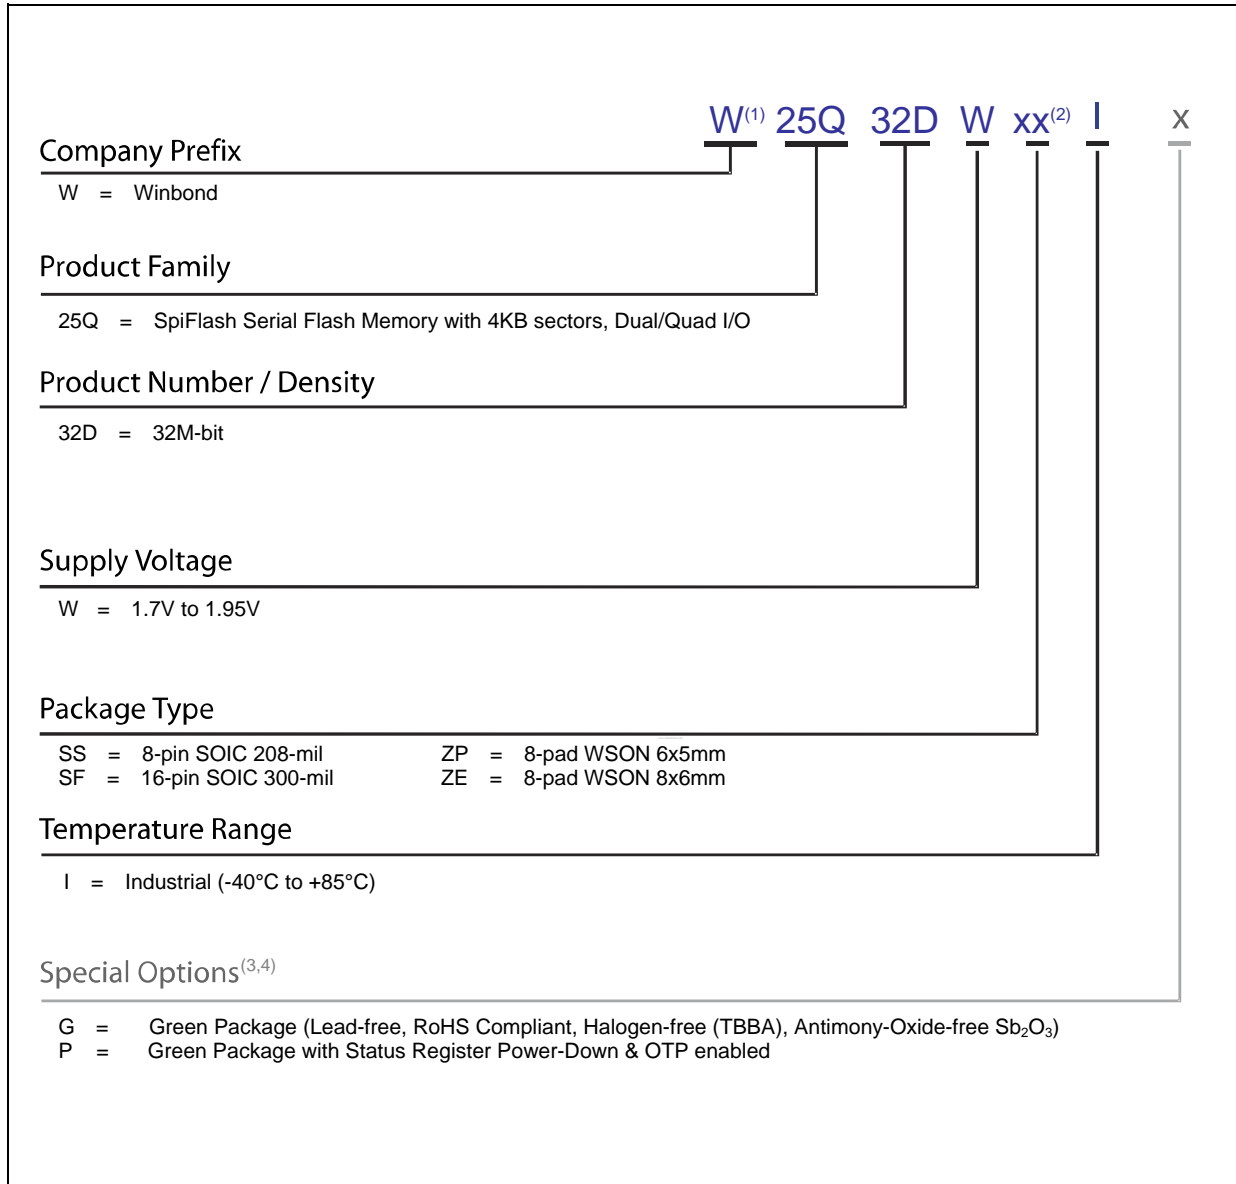 W(1) 25Q 32D W xx(2) I x
Company Prefix
W = Winbond
Product Family
25Q = SpiFlash Serial Flash Memory with 4KB sectors, Dual/Quad I/O
Product Number / Density
32D = 32M-bit
Supply Voltage
W = 1.7V to 1.95V
Package Type
SS = 8-pin SOIC 208-mil ZP = 8-pad WSON 6x5mm
SF = 16-pin SOIC 300-mil ZE = 8-pad WSON 8x6mm
Temperature Range
I = Industrial (-40°C to +85°C)
Special Options(3,4)
G = Green Package (Lead-free, RoHS Compliant, Halogen-free (TBBA), Antimony-Oxide-free Sb₂O₃)
P = Green Package with Status Register Power-Down & OTP enabled